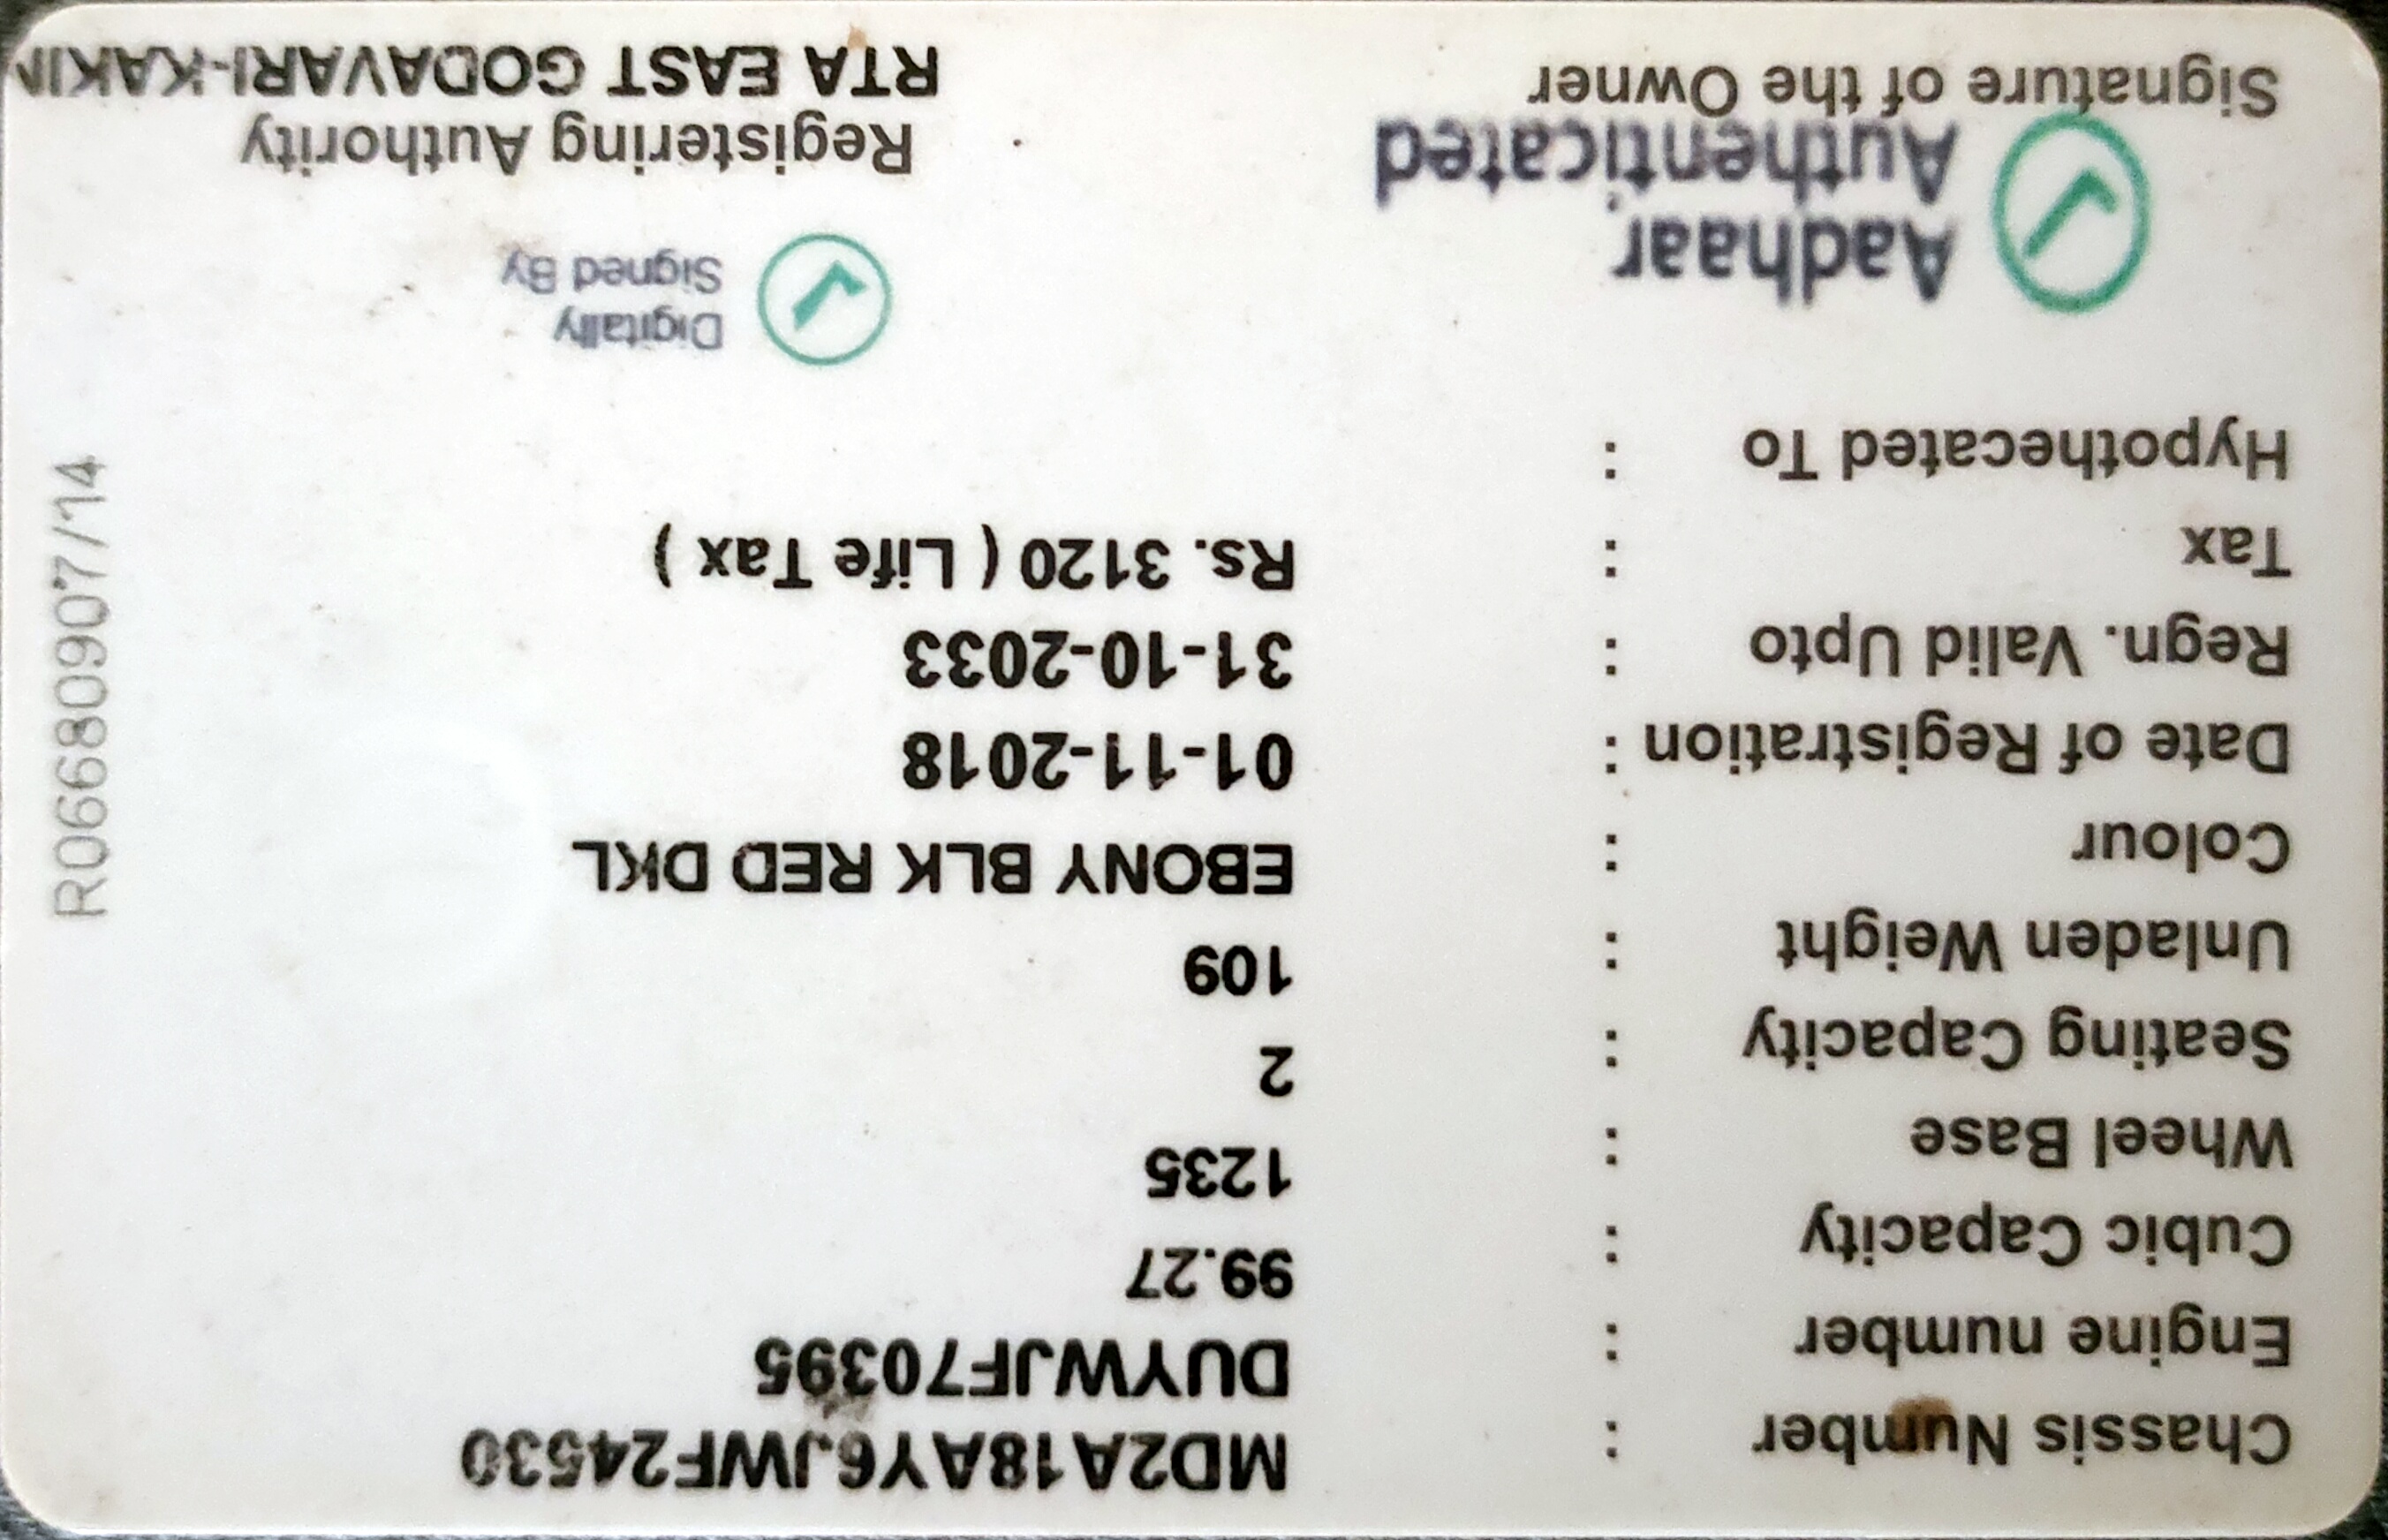 Chassis Number : MD2A18AY6JWF24530
Engine number : DUYWJF70395
Cubic Capacity : 99.27
Wheel Base : 1235
Seating Capacity : 2
Unladen Weight : 109
Colour : EBONY BLK RED DKL
Date of Registration : 01-11-2018
Regn. Valid Upto : 31-10-2033
Tax : Rs. 3120 ( Life Tax )
Hypothecated To :
R066809907/14
Aadhaar
Authenticated
Signature of the Owner
Digitally
Signed By
Registering Authority
RTA EAST GODAVARI-KAKIN